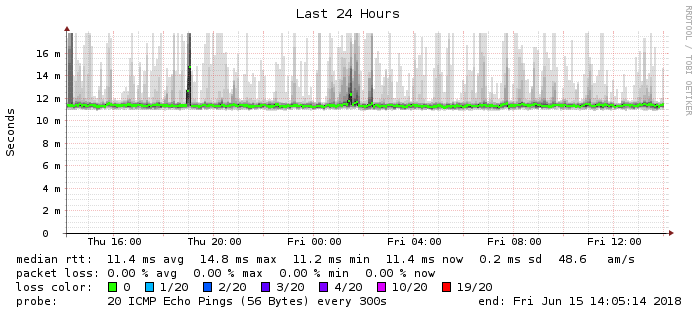 Last 24 Hours
RRDTOOL / TOBI OETIKER
Seconds
16 m
14 m
12 m
10 m
8 m
6 m
4 m
2 m
0
Thu 16:00 Thu 20:00 Fri 00:00 Fri 04:00 Fri 08:00 Fri 12:00
median rtt: 11.4 ms avg 14.8 ms max 11.2 ms min 11.4 ms now 0.2 ms sd 48.6 am/s
packet loss: 0.00 % avg 0.00 % max 0.00 % min 0.00 % now
loss color: 0 1/20 2/20 3/20 4/20 10/20 19/20
probe: 20 ICMP Echo Pings (56 Bytes) every 300s end: Fri Jun 15 14:05:14 2018